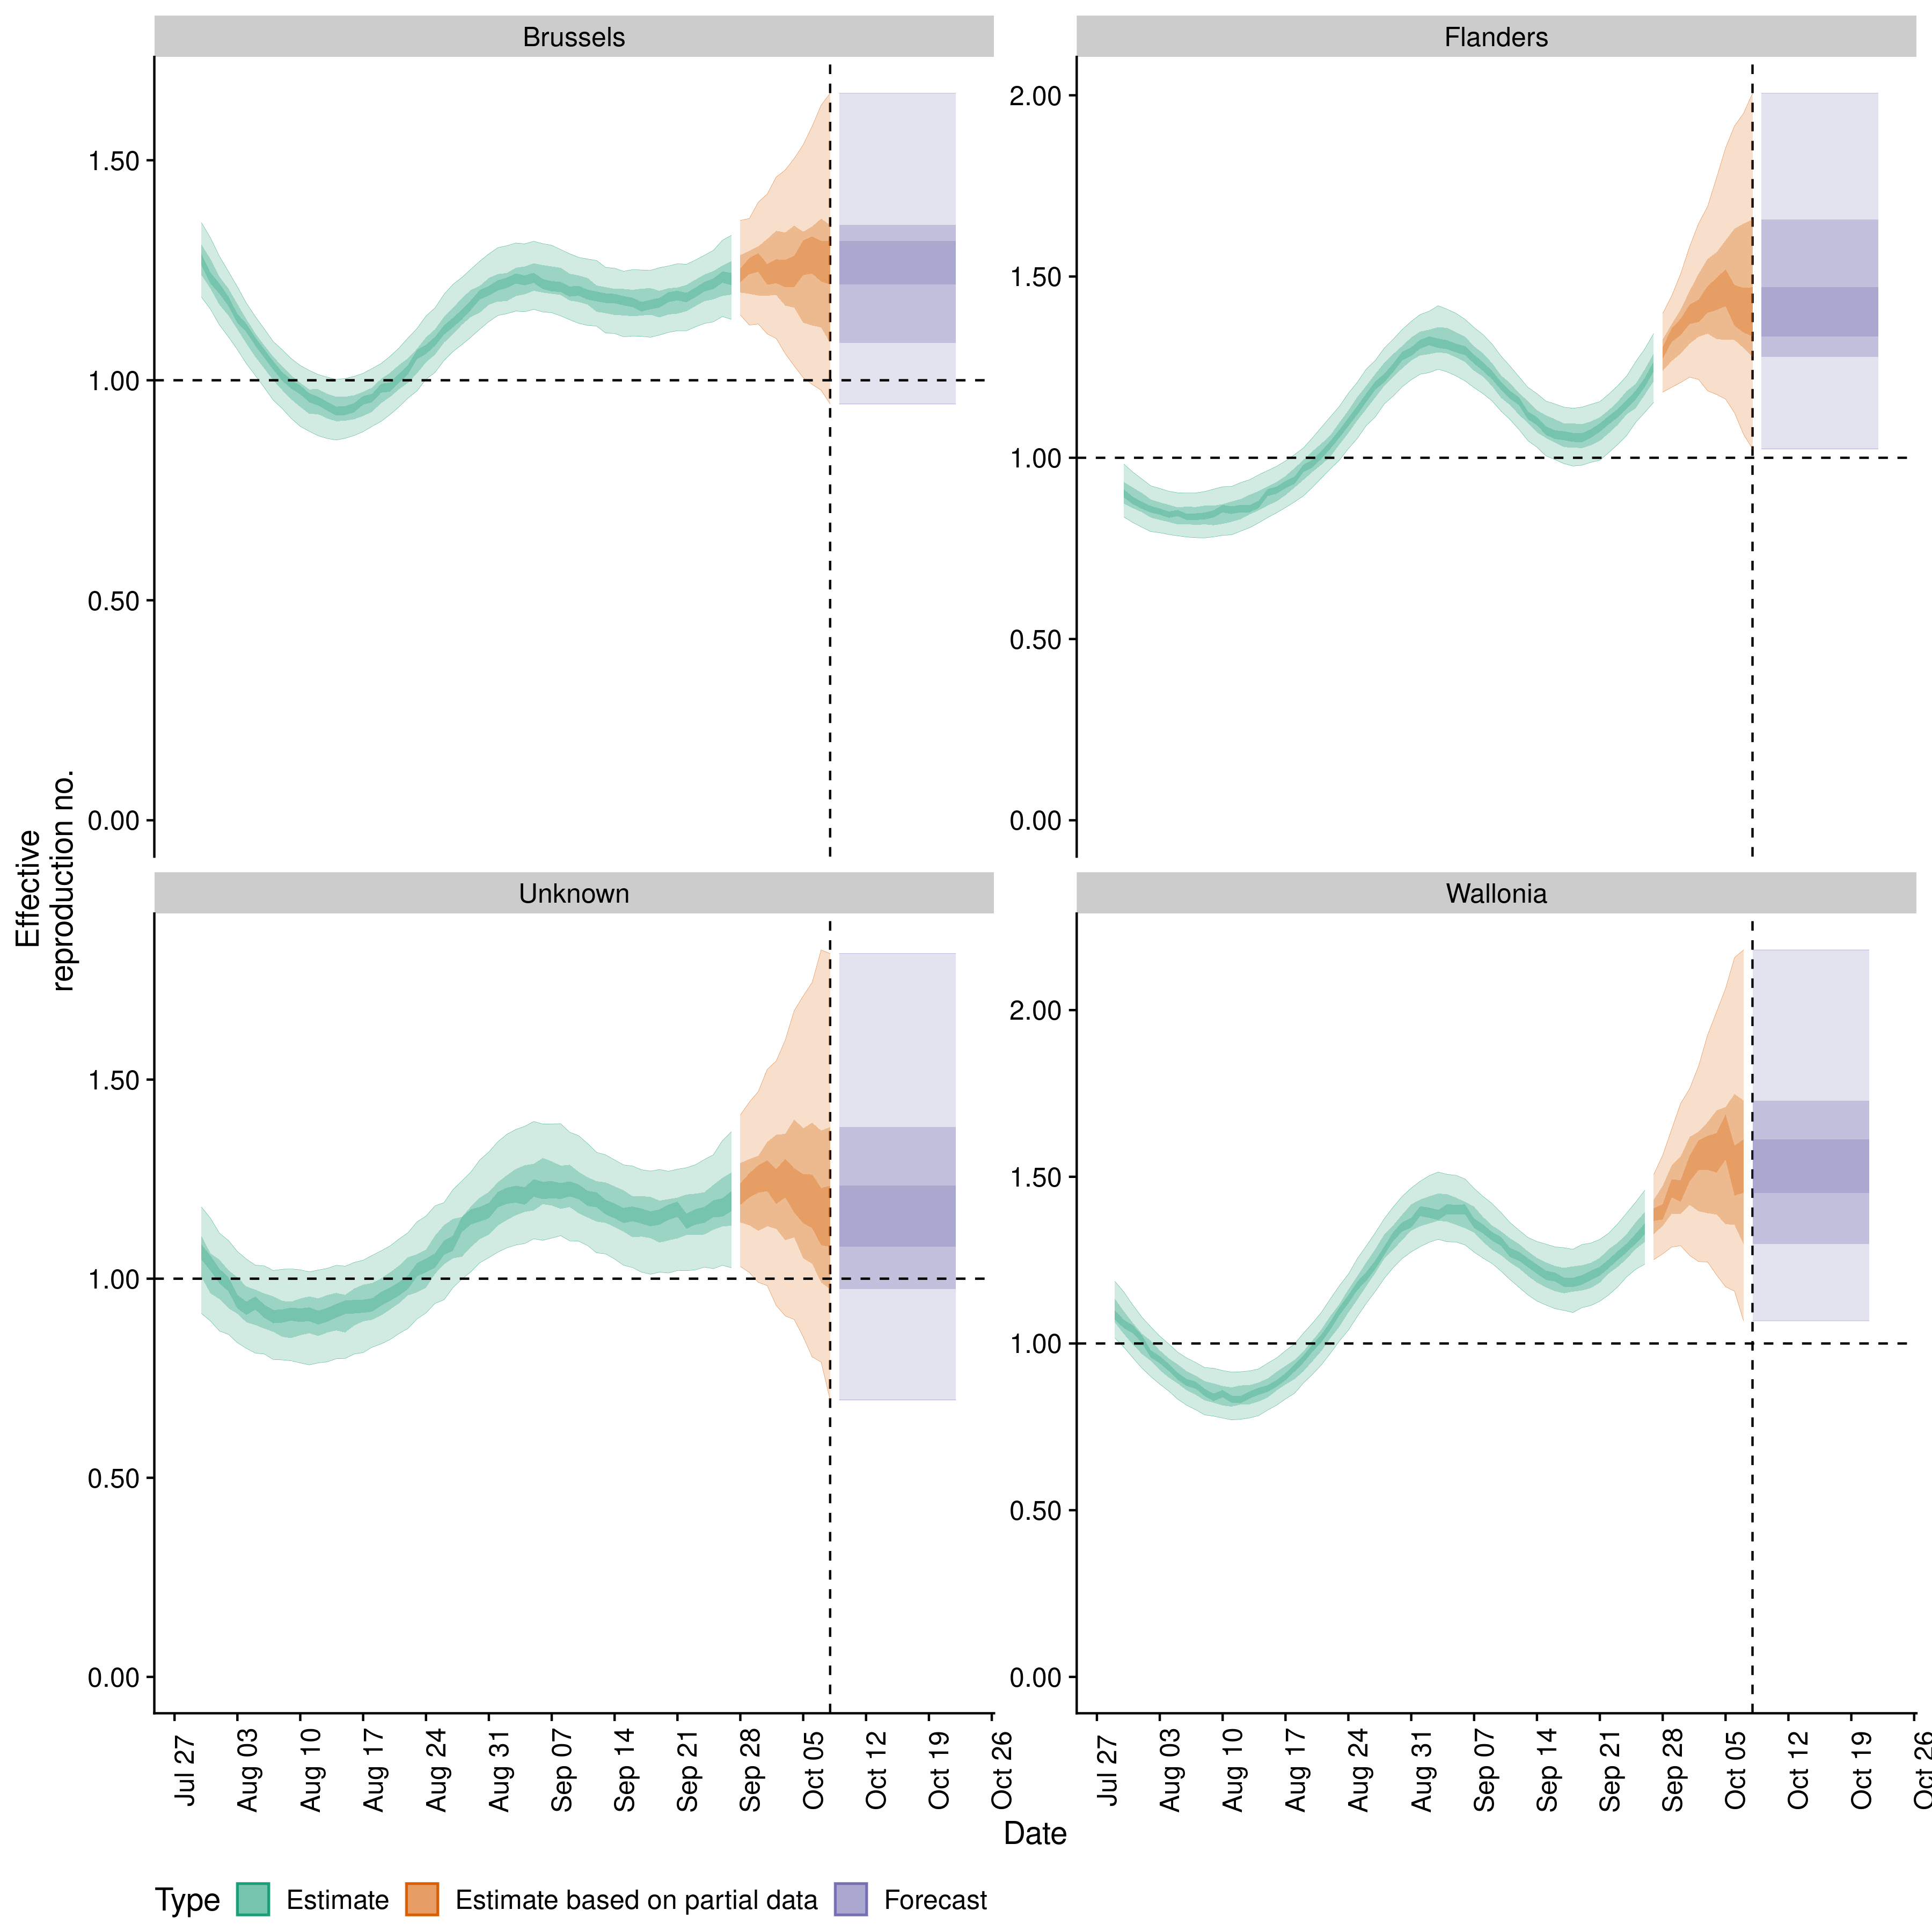 Brussels
Flanders
1.50
1.00
0.50
0.00
2.00
1.50
1.00
0.50
0.00
Effective
reproduction no.
Unknown
Wallonia
1.50
1.00
0.50
0.00
2.00
1.50
1.00
0.50
0.00
Jul 27
Aug 03
Aug 10
Aug 17
Aug 24
Aug 31
Sep 07
Sep 14
Sep 21
Sep 28
Oct 05
Oct 12
Oct 19
Oct 26
Jul 27
Aug 03
Aug 10
Aug 17
Aug 24
Aug 31
Sep 07
Sep 14
Sep 21
Sep 28
Oct 05
Oct 12
Oct 19
Oct 26
Date
Type
Estimate
Estimate based on partial data
Forecast